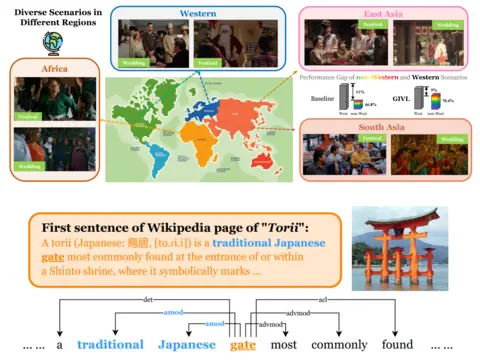 Diverse Scenarios in
Different Regions
Western
Wedding
Festival
East Asia
Festival
Wedding
Africa
Festival
Wedding
Performance Gap of non-Western and Western Scenarios
Baseline
11%
66.8%
West
non-West
GIVL
5%
70.6%
West
non-West
South Asia
Festival
Wedding
First sentence of Wikipedia page of "Torii":
A torii (Japanese: 鳥居, [to.ɾi.i]) is a traditional Japanese
gate most commonly found at the entrance of or within
a Shinto shrine, where it symbolically marks ...
det
ad
amod
advmod
amod
advmod
... ... a traditional Japanese gate most commonly found ... ...